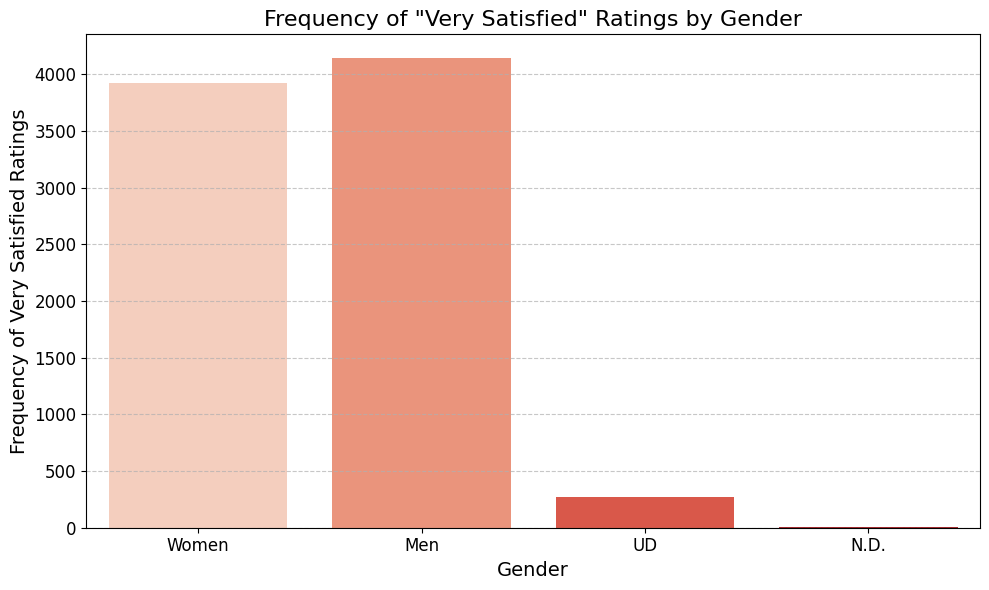 Frequency of "Very Satisfied" Ratings by Gender
Frequency of Very Satisfied Ratings
4000
3500
3000
2500
2000
1500
1000
500
0
Women Men UD N.D.
Gender